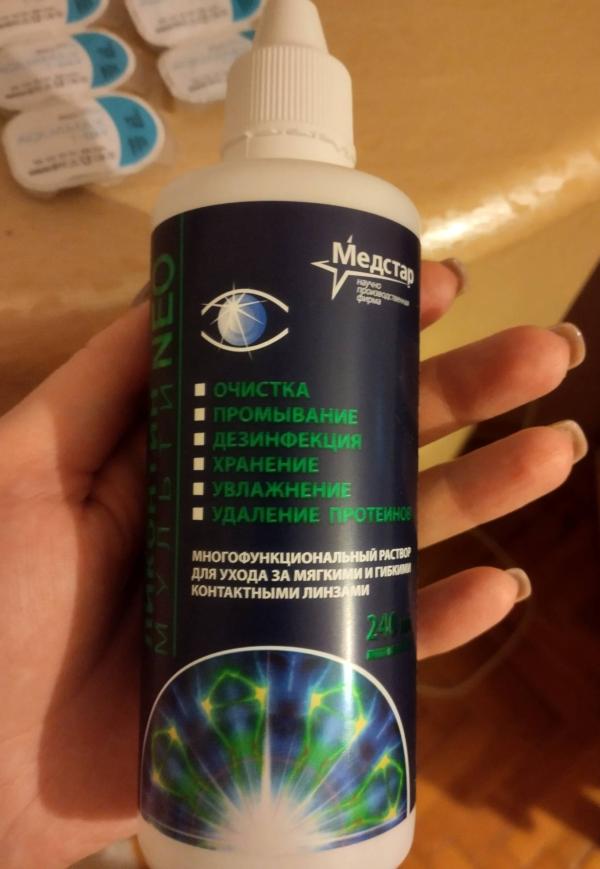 Медстар
научно
производственная
фирма
ОЧИСТКА
ПРОМЫВАНИЕ
ДЕЗИНФЕКЦИЯ
ХРАНЕНИЕ
УВЛАЖНЕНИЕ
УДАЛЕНИЕ ПРОТЕИНОВ
МНОГОФУНКЦИОНАЛЬНЫЙ РАСТВОР
ДЛЯ УХОДА ЗА МЯГКИМИ И ГИБКИМИ
КОНТАКТНЫМИ ЛИНЗАМИ
240
МУЛЬТИ NEO